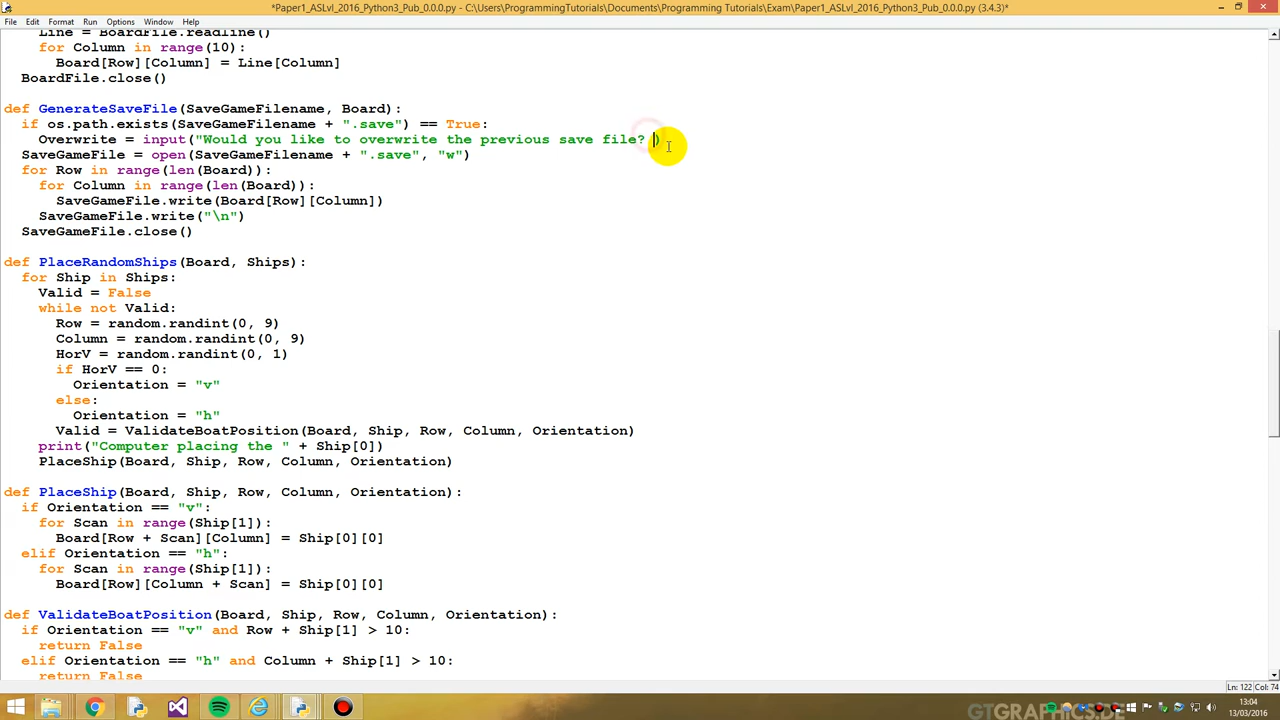 *Paper1_ASLvl_2016_Python3_Pub_0.0.0.py - C:\Users\ProgrammingTutorials\Documents\Programming Tutorials\Exam\Paper1_ASLvl_2016_Python3_Pub_0.0.0.py (3.4.3)*
File Edit Format Run Options Window Help
Line = BoardFile.readline()
for Column in range(10):
Board[Row][Column] = Line[Column]
BoardFile.close()
def GenerateSaveFile(SaveGameFilename, Board):
if os.path.exists(SaveGameFilename + ".save") == True:
Overwrite = input("Would you like to overwrite the previous save file? )
SaveGameFile = open(SaveGameFilename + ".save", "w")
for Row in range(len(Board)):
for Column in range(len(Board)):
SaveGameFile.write(Board[Row][Column])
SaveGameFile.write("\n")
SaveGameFile.close()
def PlaceRandomShips(Board, Ships):
for Ship in Ships:
Valid = False
while not Valid:
Row = random.randint(0, 9)
Column = random.randint(0, 9)
HorV = random.randint(0, 1)
if HorV == 0:
Orientation = "v"
else:
Orientation = "h"
Valid = ValidateBoatPosition(Board, Ship, Row, Column, Orientation)
print("Computer placing the " + Ship[0])
PlaceShip(Board, Ship, Row, Column, Orientation)
def PlaceShip(Board, Ship, Row, Column, Orientation):
if Orientation == "v":
for Scan in range(Ship[1]):
Board[Row + Scan][Column] = Ship[0][0]
elif Orientation == "h":
for Scan in range(Ship[1]):
Board[Row][Column + Scan] = Ship[0][0]
def ValidateBoatPosition(Board, Ship, Row, Column, Orientation):
if Orientation == "v" and Row + Ship[1] > 10:
return False
elif Orientation == "h" and Column + Ship[1] > 10:
return False
Ln: 122 Col: 74
13:04
13/03/2016
GTGRAPHICS.DE